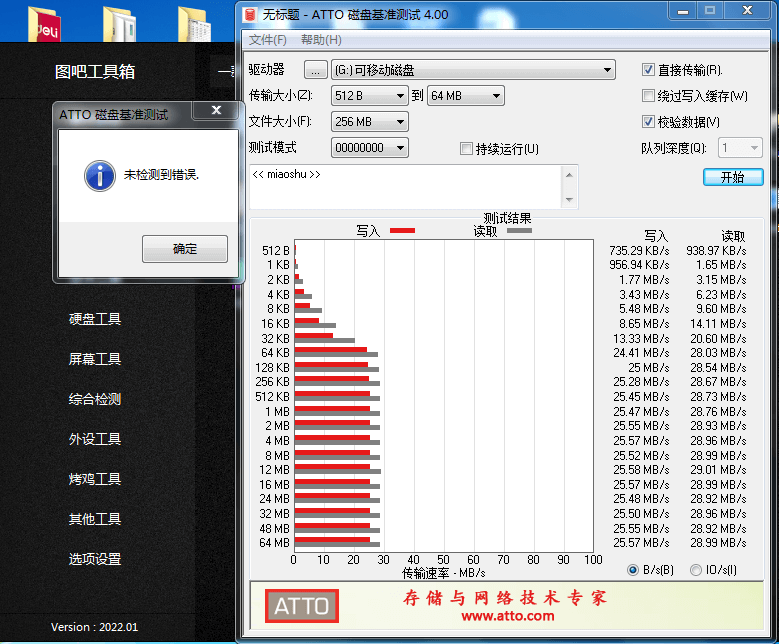 deli
图吧工具箱
ATTO 磁盘基准测试
未检测到错误.
确定
硬盘工具
屏幕工具
综合检测
外设工具
烤鸡工具
其他工具
选项设置
Version : 2022.01
无标题 - ATTO 磁盘基准测试 4.00
文件(F) 帮助(H)
驱动器 ... (G:)可移动磁盘
直接传输(R).
传输大小(Z): 512 B 到 64 MB
绕过写入缓存(W)
文件大小(F): 256 MB
校验数据(V)
测试模式 00000000 持续运行(U)
队列深度(Q): 1
开始
<< miaoshu >>
测试结果
写入 读取 写入 读取
512 B 735.29 KB/s 938.97 KB/s
1 KB 956.94 KB/s 1.65 MB/s
2 KB 1.77 MB/s 3.15 MB/s
4 KB 3.43 MB/s 6.23 MB/s
8 KB 5.48 MB/s 9.60 MB/s
16 KB 8.65 MB/s 14.11 MB/s
32 KB 13.33 MB/s 20.60 MB/s
64 KB 24.41 MB/s 28.03 MB/s
128 KB 25 MB/s 28.54 MB/s
256 KB 25.28 MB/s 28.67 MB/s
512 KB 25.45 MB/s 28.73 MB/s
1 MB 25.47 MB/s 28.76 MB/s
2 MB 25.55 MB/s 28.93 MB/s
4 MB 25.57 MB/s 28.96 MB/s
8 MB 25.52 MB/s 28.99 MB/s
12 MB 25.58 MB/s 29.01 MB/s
16 MB 25.57 MB/s 28.99 MB/s
24 MB 25.48 MB/s 28.92 MB/s
32 MB 25.50 MB/s 28.96 MB/s
48 MB 25.55 MB/s 28.92 MB/s
64 MB 25.57 MB/s 28.99 MB/s
0 10 20 30 40 50 60 70 80 90 100
传输速率 - MB/s
B/s(B) IO/s(I)
ATTO
存储与网络技术专家
www.atto.com